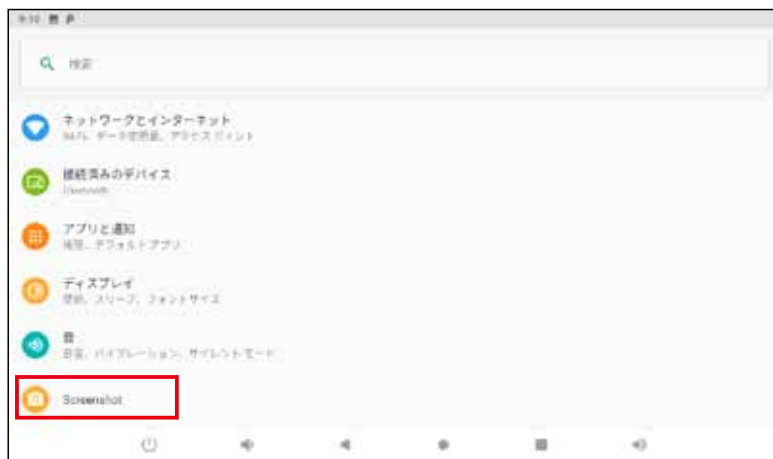 検索
ネットワークとインターネット
Wi-Fi、データ使用量、アクセスポイント
接続済みのデバイス
Bluetooth
アプリと通知
権限、デフォルトアプリ
ディスプレイ
壁紙、スリープ、フォントサイズ
音
音量、バイブレーション、サイレントモード
Screenshot